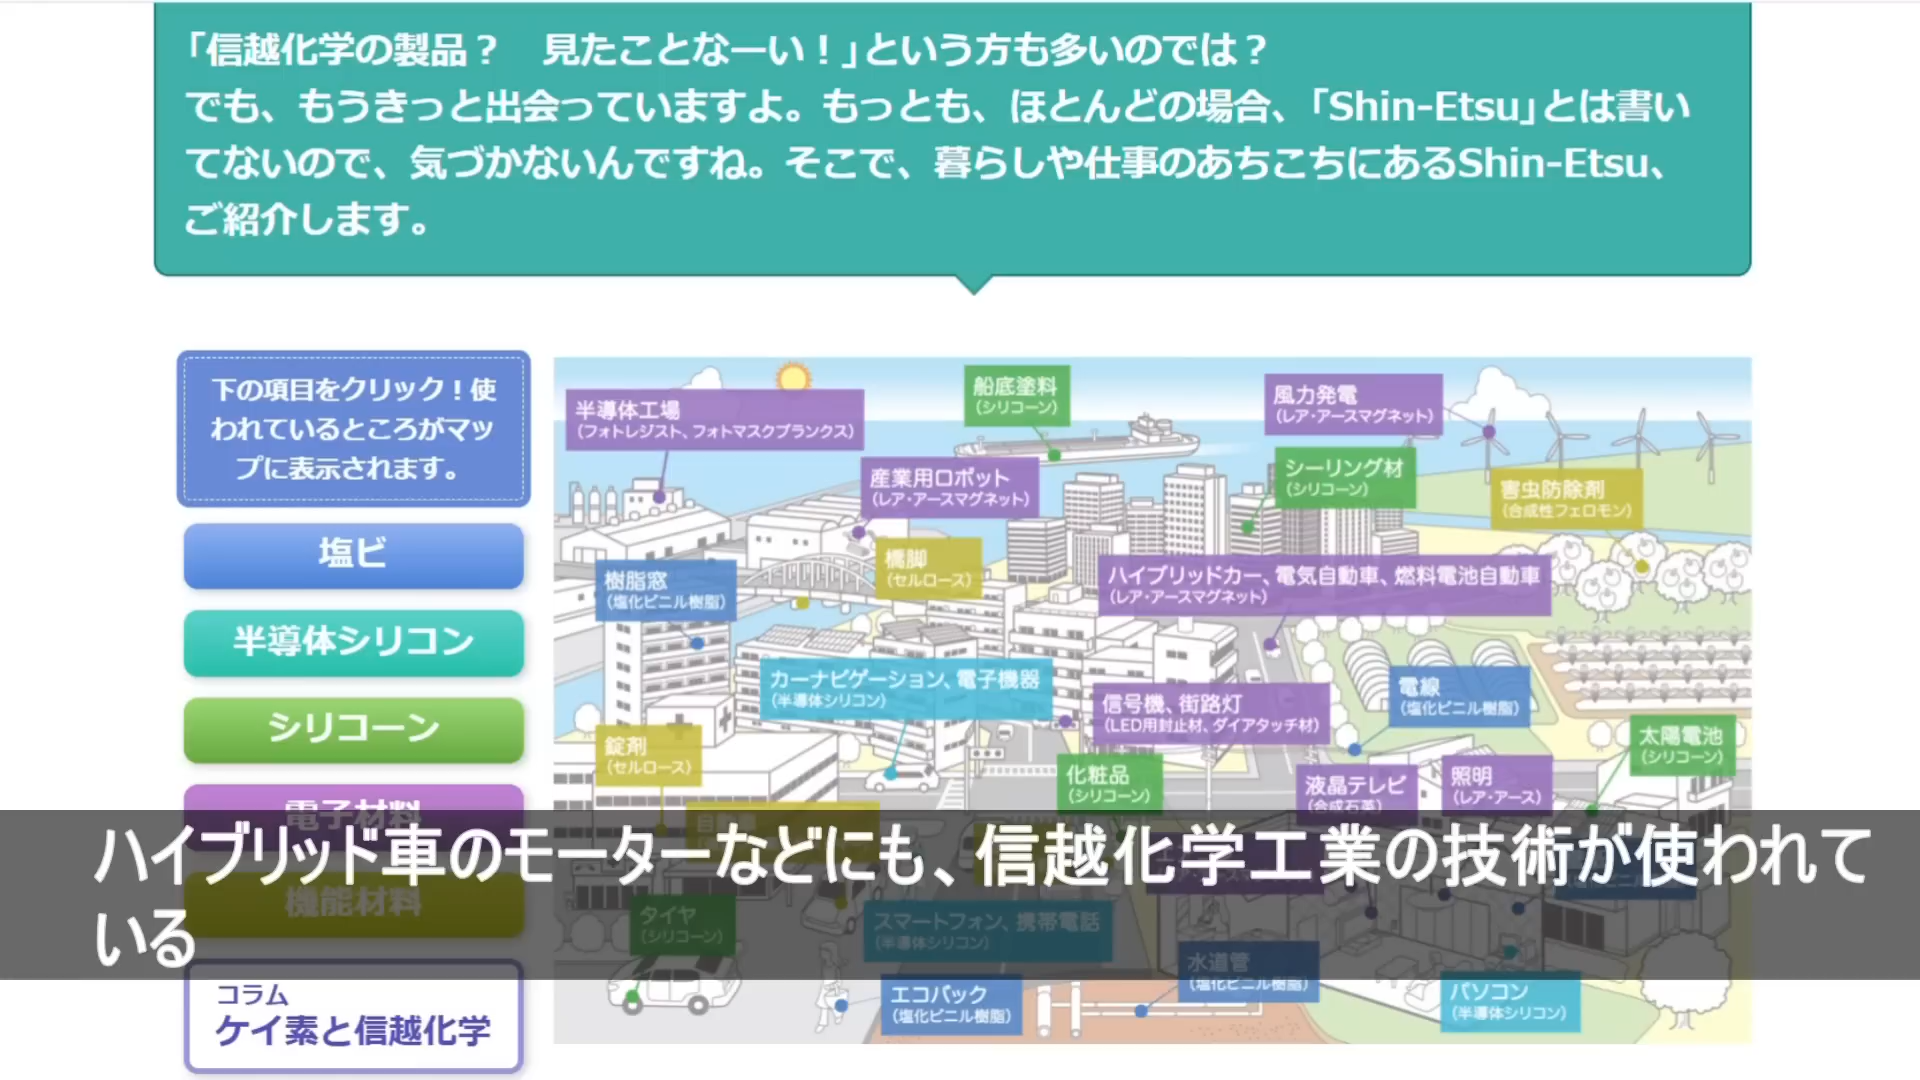 「信越化学の製品？　見たことなーい！」という方も多いのでは？
でも、もうきっと出会っていますよ。もっとも、ほとんどの場合、「Shin-Etsu」とは書い
てないので、気づかないんですね。そこで、暮らしや仕事のあちこちにあるShin-Etsu、
ご紹介します。
下の項目をクリック！使
われているところがマッ
プに表示されます。
塩ビ
半導体シリコン
シリコーン
電子材料
機能材料
コラム
ケイ素と信越化学
半導体工場
（フォトレジスト、フォトマスクブランクス）
船底塗料
（シリコーン）
風力発電
（レア・アースマグネット）
産業用ロボット
（レア・アースマグネット）
シーリング材
（シリコーン）
害虫防除剤
（合成性フェロモン）
橋脚
（セルロース）
樹脂窓
（塩化ビニル樹脂）
ハイブリッドカー、電気自動車、燃料電池自動車
（レア・アースマグネット）
カーナビゲーション、電子機器
（半導体シリコン）
電線
（塩化ビニル樹脂）
信号機、街路灯
（LED用封止材、ダイアタッチ材）
錠剤
（セルロース）
太陽電池
（シリコーン）
化粧品
（シリコーン）
液晶テレビ
（合成石英）
照明
（レア・アース）
ハイブリッド車のモーターなどにも、信越化学工業の技術が使われて
いる
タイヤ
（シリコーン）
スマートフォン、携帯電話
（半導体シリコン）
水道管
（塩化ビニル樹脂）
エコバック
（塩化ビニル樹脂）
パソコン
（半導体シリコン）